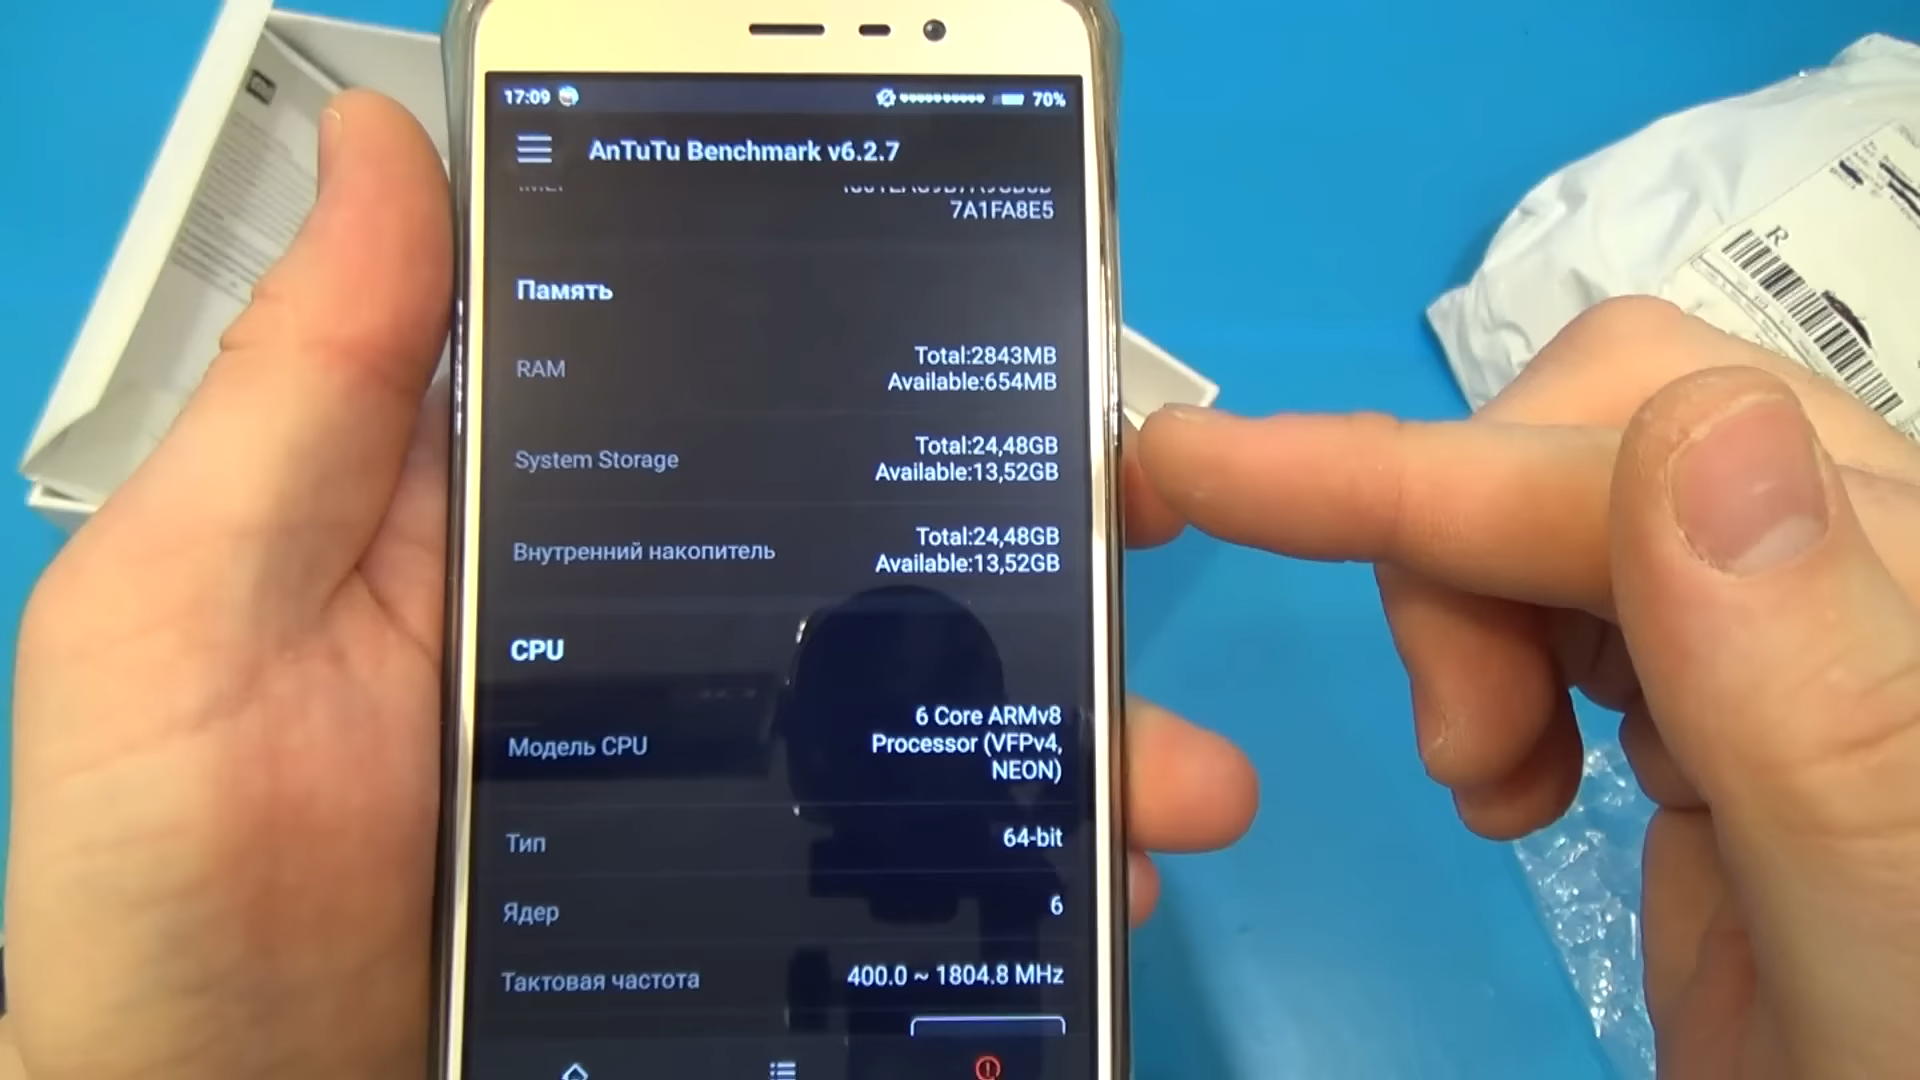 17:09 70%
AnTuTu Benchmark v6.2.7
7A1FA8E5
Память
RAM
Total:2843MB
Available:654MB
System Storage
Total:24,48GB
Available:13,52GB
Внутренний накопитель
Total:24,48GB
Available:13,52GB
CPU
Модель CPU
6 Core ARMv8
Processor (VFPv4,
NEON)
Тип
64-bit
Ядер
6
Тактовая частота
400.0 ~ 1804.8 MHz
R